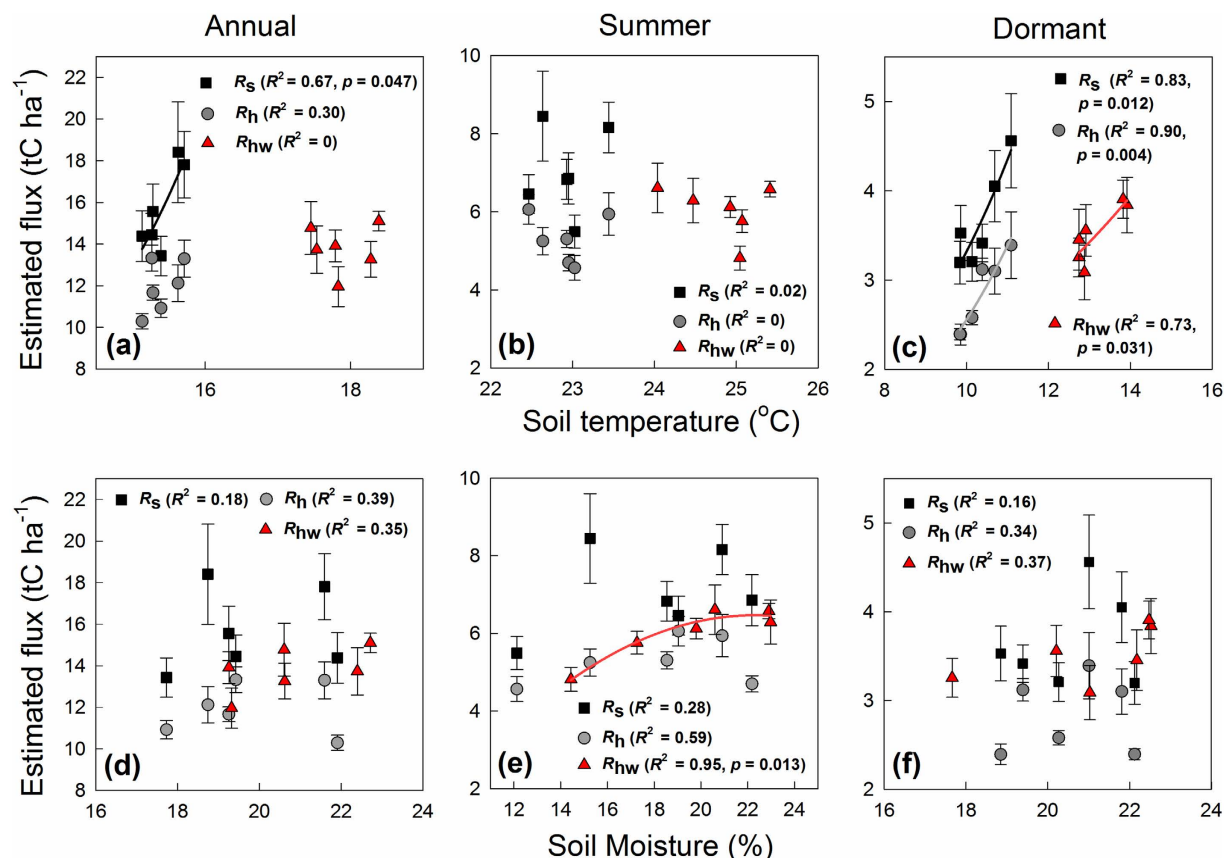 Annual
Summer
Dormant
Estimated flux (tC ha⁻¹)
22
20
18
16
14
12
10
8
Rs (R² = 0.67, p = 0.047)
Rh (R² = 0.30)
Rhw (R² = 0)
(a)
16
18
10
8
6
4
2
Rs (R² = 0.02)
Rh (R² = 0)
Rhw (R² = 0)
(b)
22
23
24
25
26
5
4
3
2
Rs (R² = 0.83,
p = 0.012)
Rh (R² = 0.90,
p = 0.004)
Rhw (R² = 0.73,
p = 0.031)
(c)
8
10
12
14
16
Soil temperature (°C)
Estimated flux (tC ha⁻¹)
22
20
18
16
14
12
10
8
Rs (R² = 0.18)
Rh (R² = 0.39)
Rhw (R² = 0.35)
(d)
16
18
20
22
24
10
8
6
4
2
Rs (R² = 0.28)
Rh (R² = 0.59)
Rhw (R² = 0.95, p = 0.013)
(e)
12
14
16
18
20
22
24
5
4
3
2
Rs (R² = 0.16)
Rh (R² = 0.34)
Rhw (R² = 0.37)
(f)
16
18
20
22
24
Soil Moisture (%)